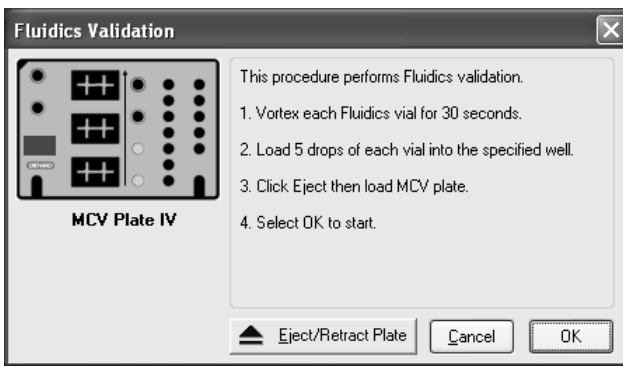 Fluidics Validation
This procedure performs Fluidics validation.
1. Vortex each Fluidics vial for 30 seconds.
2. Load 5 drops of each vial into the specified well.
3. Click Eject then load MCV plate.
4. Select OK to start.
MCV Plate IV
Eject/Retract Plate
Cancel
OK